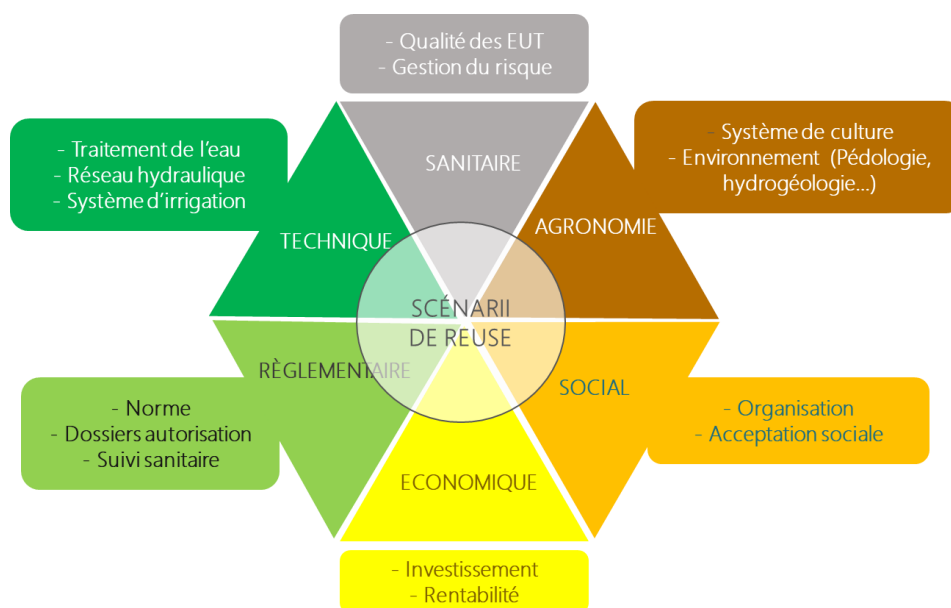 - Qualité des EUT
- Gestion du risque
- Traitement de l'eau
- Réseau hydraulique
- Système d'irrigation
- Système de culture
- Environnement (Pédologie,
hydrogéologie...)
SANITAIRE
TECHNIQUE
AGRONOMIE
SCÉNARII
DE REUSE
RÈGLEMENTAIRE
SOCIAL
- Norme
- Dossiers autorisation
- Suivi sanitaire
- Organisation
- Acceptation sociale
ECONOMIQUE
- Investissement
- Rentabilité